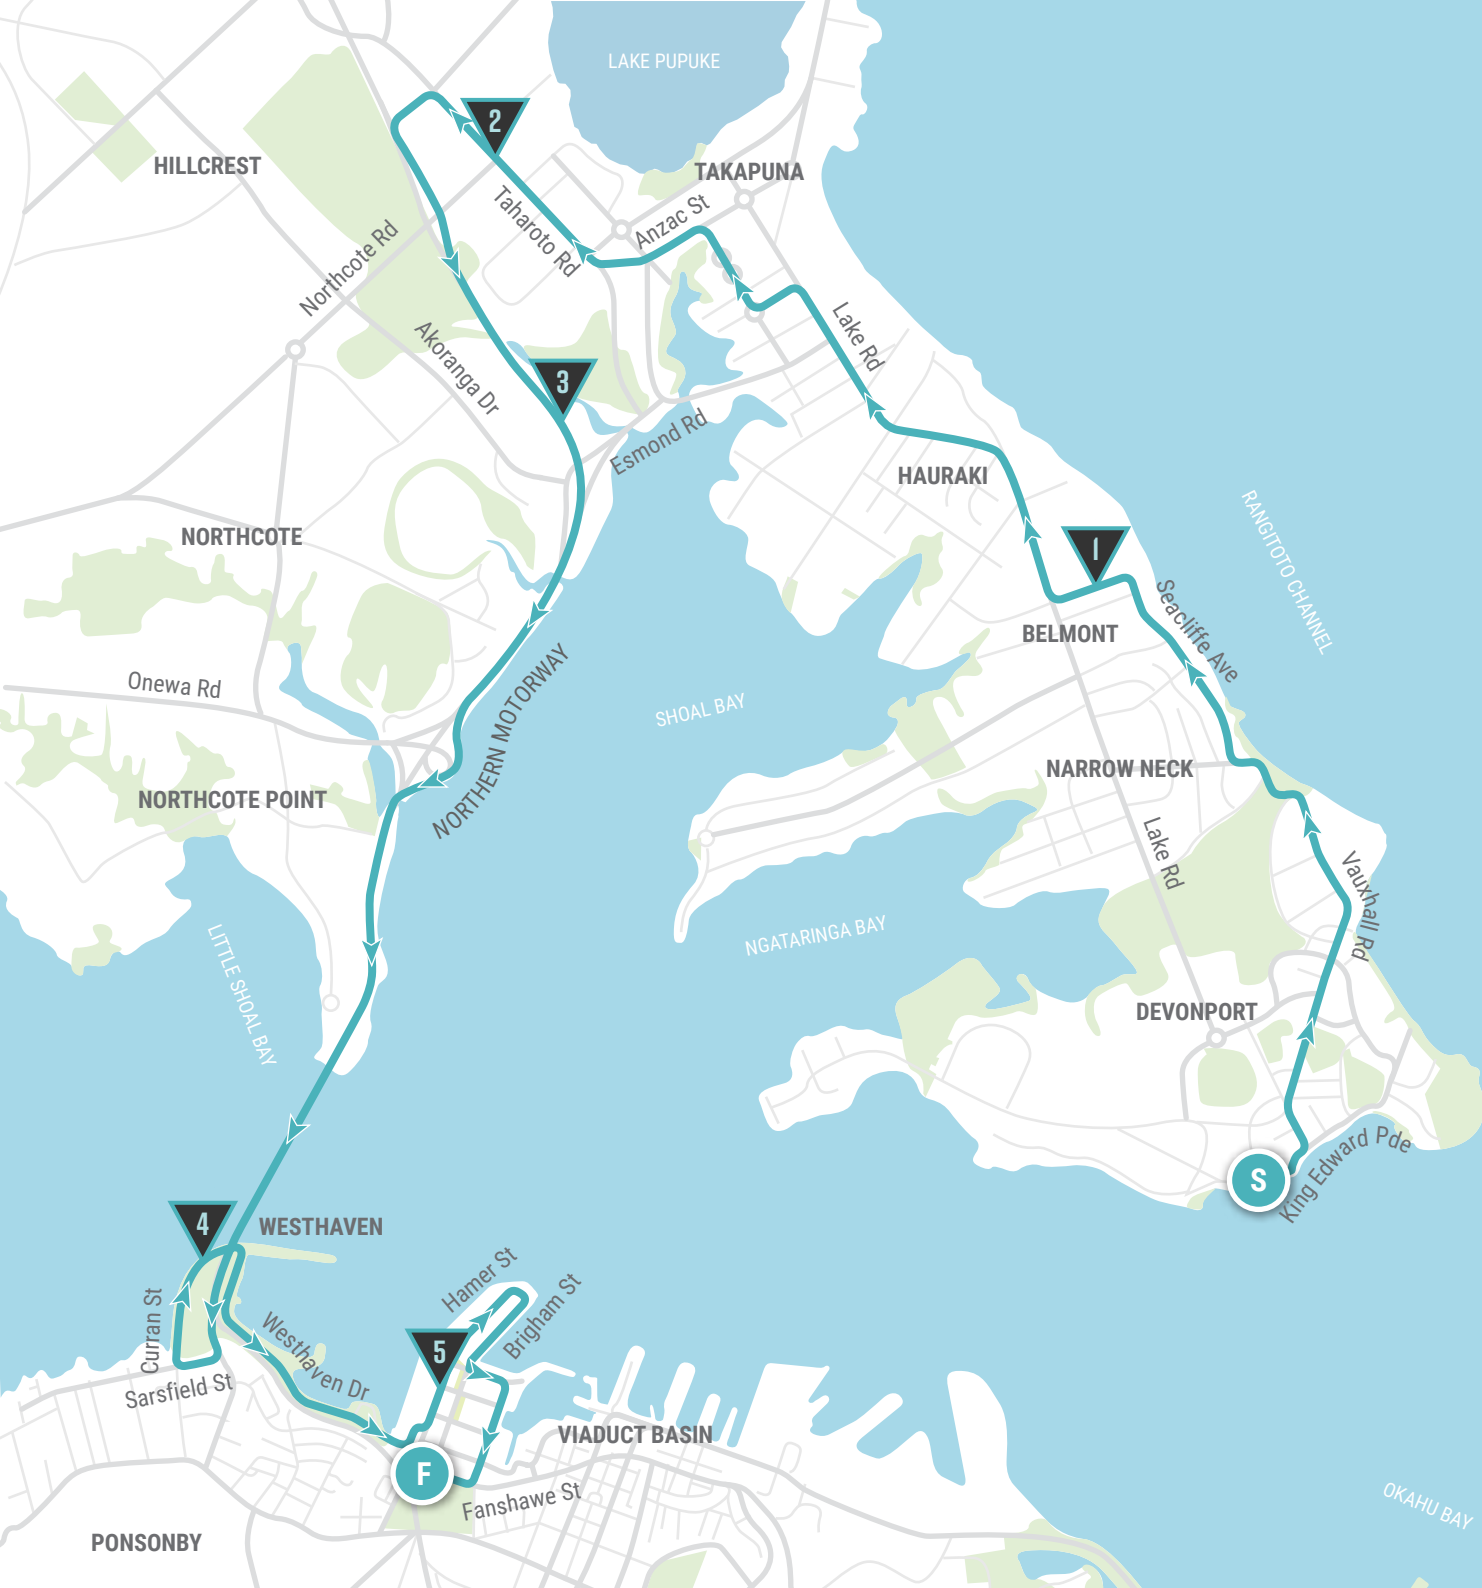 LAKE PUPUKE
2
HILLCREST
TAKAPUNA
Taharoto Rd
Anzac St
Northcote Rd
Lake Rd
Akoranga Dr
3
Esmond Rd
HAURAKI
NORTHCOTE
RANGITOTO CHANNEL
1
Seacliffe Ave
BELMONT
Onewa Rd
NORTHERN MOTORWAY
SHOAL BAY
NARROW NECK
NORTHCOTE POINT
Lake Rd
Vauxhall Rd
NGATARINGA BAY
LITTLE SHOAL BAY
DEVONPORT
King Edward Pde
S
4
WESTHAVEN
Hamer St
Brigham St
Curran St
Westhaven Dr
5
Sarsfield St
VIADUCT BASIN
F
Fanshawe St
OKAHU BAY
PONSONBY